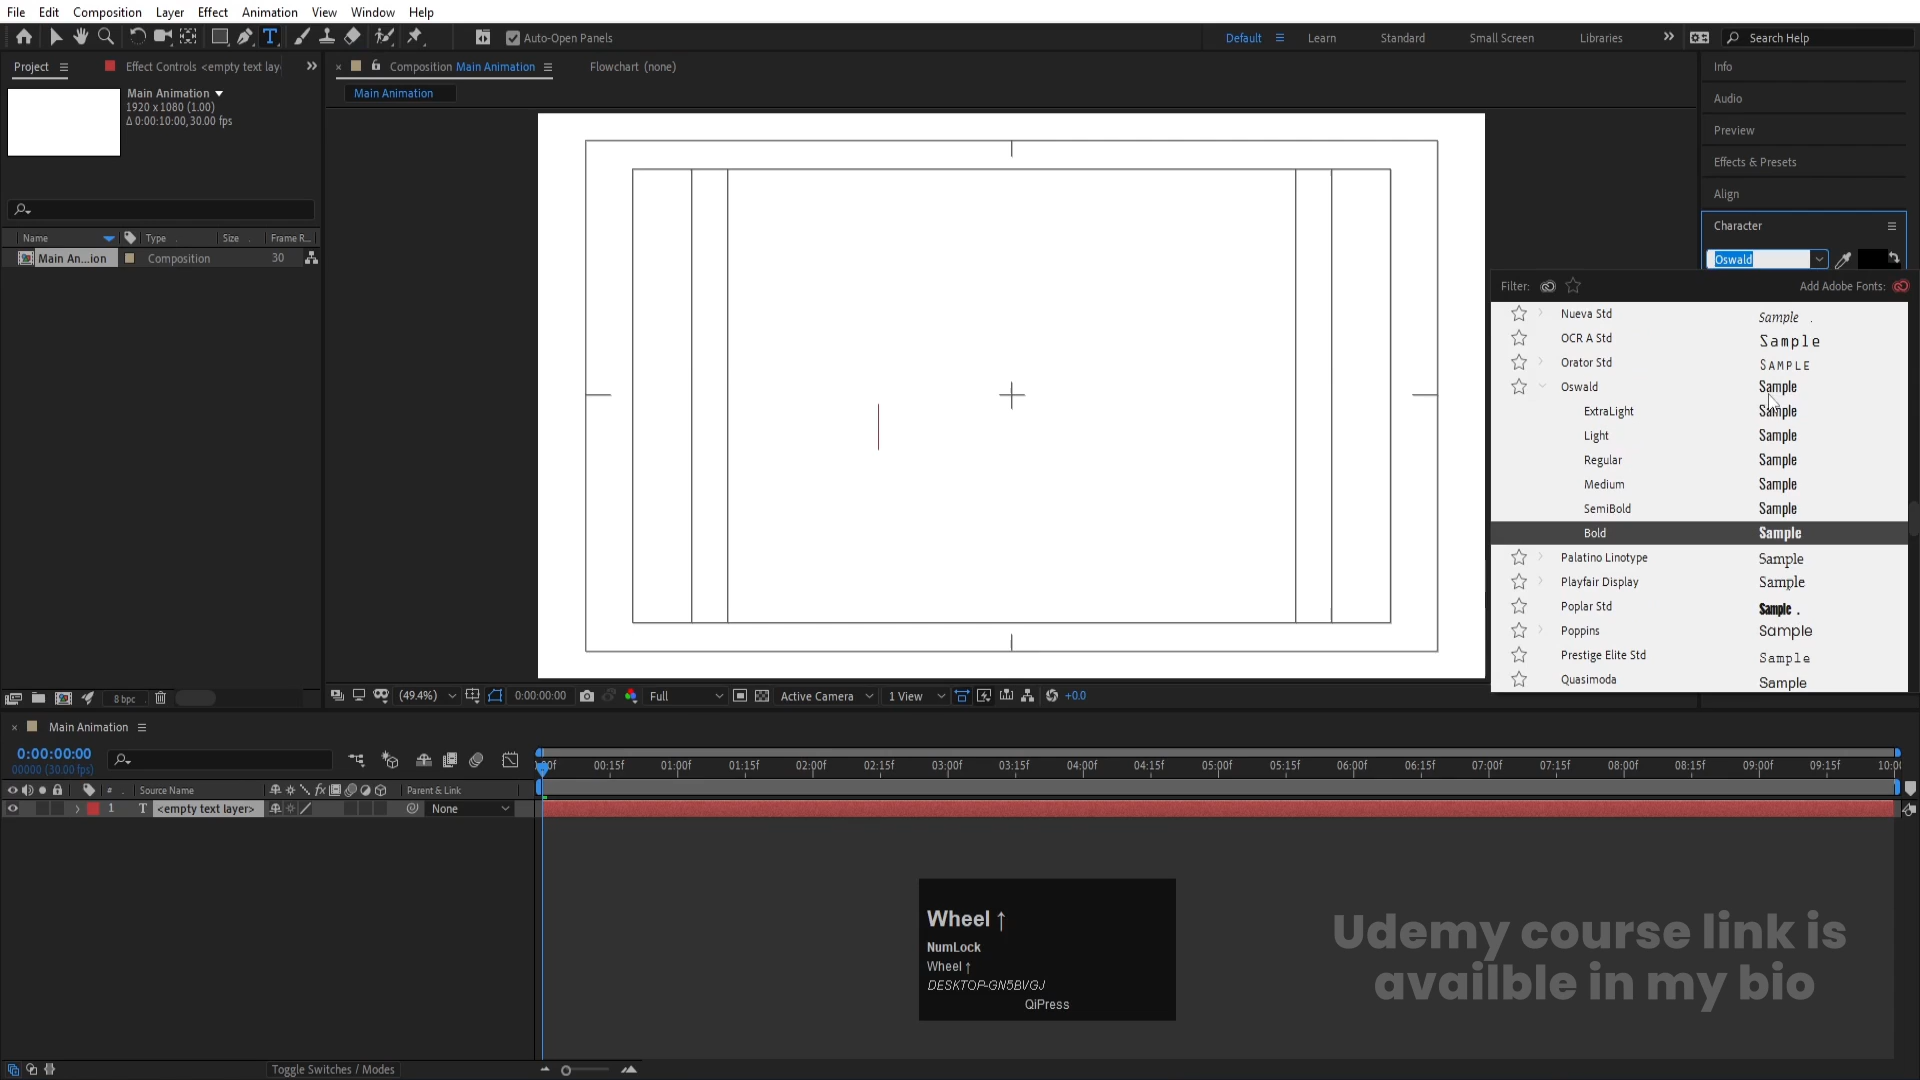 File Edit Composition Layer Effect Animation View Window Help
Auto-Open Panels Default Learn Standard Small Screen Libraries Search Help
Project Effect Controls <empty text lay Composition Main Animation Flowchart (none)
Main Animation
Main Animation
1920 x 1080 (1.00)
Δ 0:00:10:00, 30.00 fps
Info
Audio
Preview
Effects & Presets
Align
Character
Oswald
Name Type Size Frame R...
Main An...ion Composition 30
Filter: Add Adobe Fonts:
Nueva Std Sample
OCR A Std Sample
Orator Std Sample
Oswald Sample
ExtraLight Sample
Light Sample
Regular Sample
Medium Sample
SemiBold Sample
Bold Sample
Palatino Linotype Sample
Playfair Display Sample
Poplar Std Sample
Poppins Sample
Prestige Elite Std Sample
Quasimoda Sample
8 bpc (49.4%) 0:00:00:00 Full Active Camera 1 View +0.0
Main Animation
0:00:00:00
00000 (30.00 fps)
00f 00:15f 01:00f 01:15f 02:00f 02:15f 03:00f 03:15f 04:00f 04:15f 05:00f 05:15f 06:00f 06:15f 07:00f 07:15f 08:00f 08:15f 09:00f 09:15f 10:0
# Source Name fx Parent & Link
1 T <empty text layer> None
Wheel ↑
NumLock
Wheel ↑
DESKTOP-GN5BVGJ
QiPress
Udemy course link is
availble in my bio
Toggle Switches / Modes